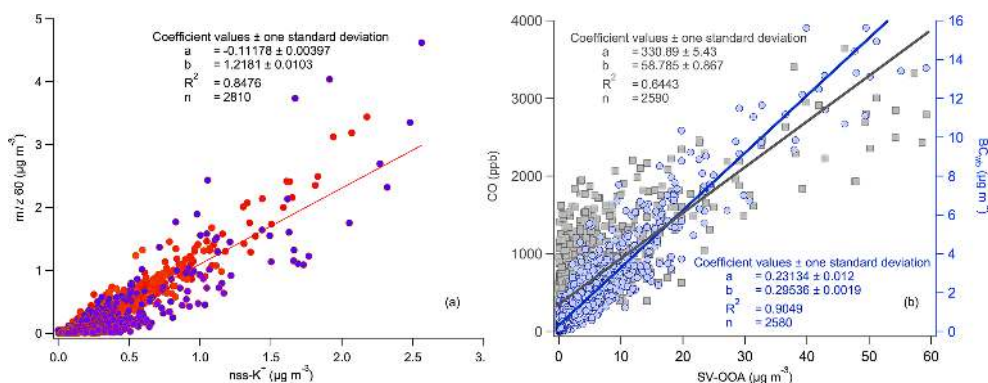 Coefficient values ± one standard deviation
a = -0.11178 ± 0.00397
b = 1.2181 ± 0.0103
R² = 0.8476
n = 2810
m/z 60 (µg m⁻³)
5
4
3
2
1
0
(a)
0.0 0.5 1.0 1.5 2.0 2.5 3.
nss-K⁺ (µg m⁻³)
(b)
Coefficient values ± one standard deviation
a = 330.89 ± 5.43
b = 58.785 ± 0.867
R² = 0.6443
n = 2590
CO (ppb)
4000
3000
2000
1000
0
16
14
12
10
8
6
4
2
0
BCwb (µg m⁻³)
Coefficient values ± one standard deviation
a = 0.23134 ± 0.012
b = 0.29536 ± 0.0019
R² = 0.9049
n = 2580
(b)
0 10 20 30 40 50 60
SV-OOA (µg m⁻³)